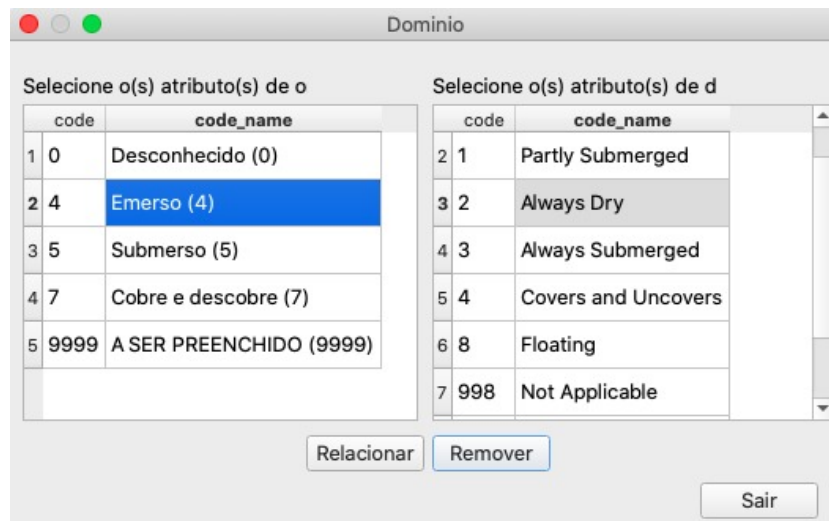 Dominio
Selecione o(s) atributo(s) de o
code code_name
1 0 Desconhecido (0)
2 4 Emerso (4)
3 5 Submerso (5)
4 7 Cobre e descobre (7)
5 9999 A SER PREENCHIDO (9999)
Selecione o(s) atributo(s) de d
code code_name
2 1 Partly Submerged
3 2 Always Dry
4 3 Always Submerged
5 4 Covers and Uncovers
6 8 Floating
7 998 Not Applicable
Relacionar Remover
Sair